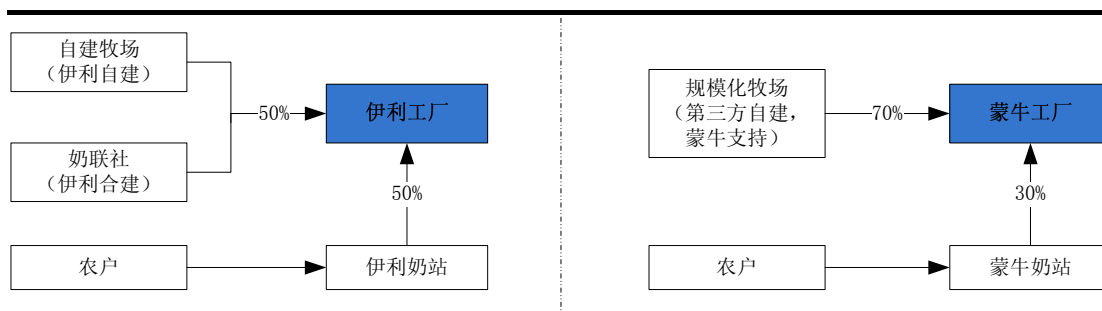 自建牧场
（伊利自建）
50%
伊利工厂
奶联社
（伊利合建）
50%
农户
伊利奶站
规模化牧场
（第三方自建，
蒙牛支持）
70%
蒙牛工厂
30%
农户
蒙牛奶站